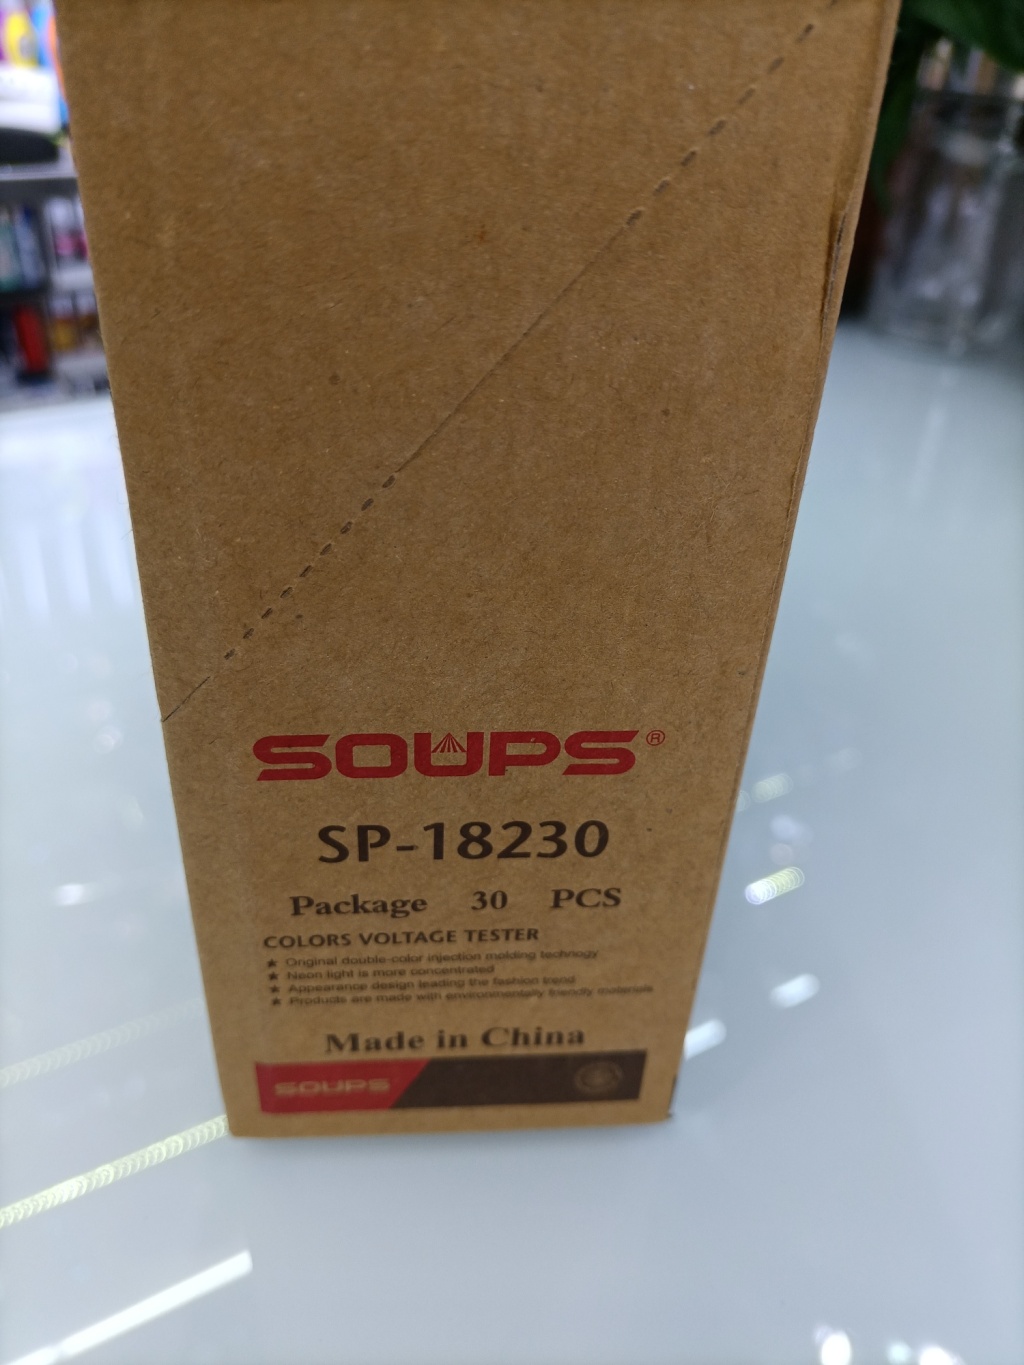 SOUPS®
SP-18230
Package 30 PCS
COLORS VOLTAGE TESTER
★ Original double-color injection molding technogy
★ Neon light is more concentrated
★ Appearance design leading the fashion trend
★ Products are made with environmentally friendly materials
Made in China
SOUPS